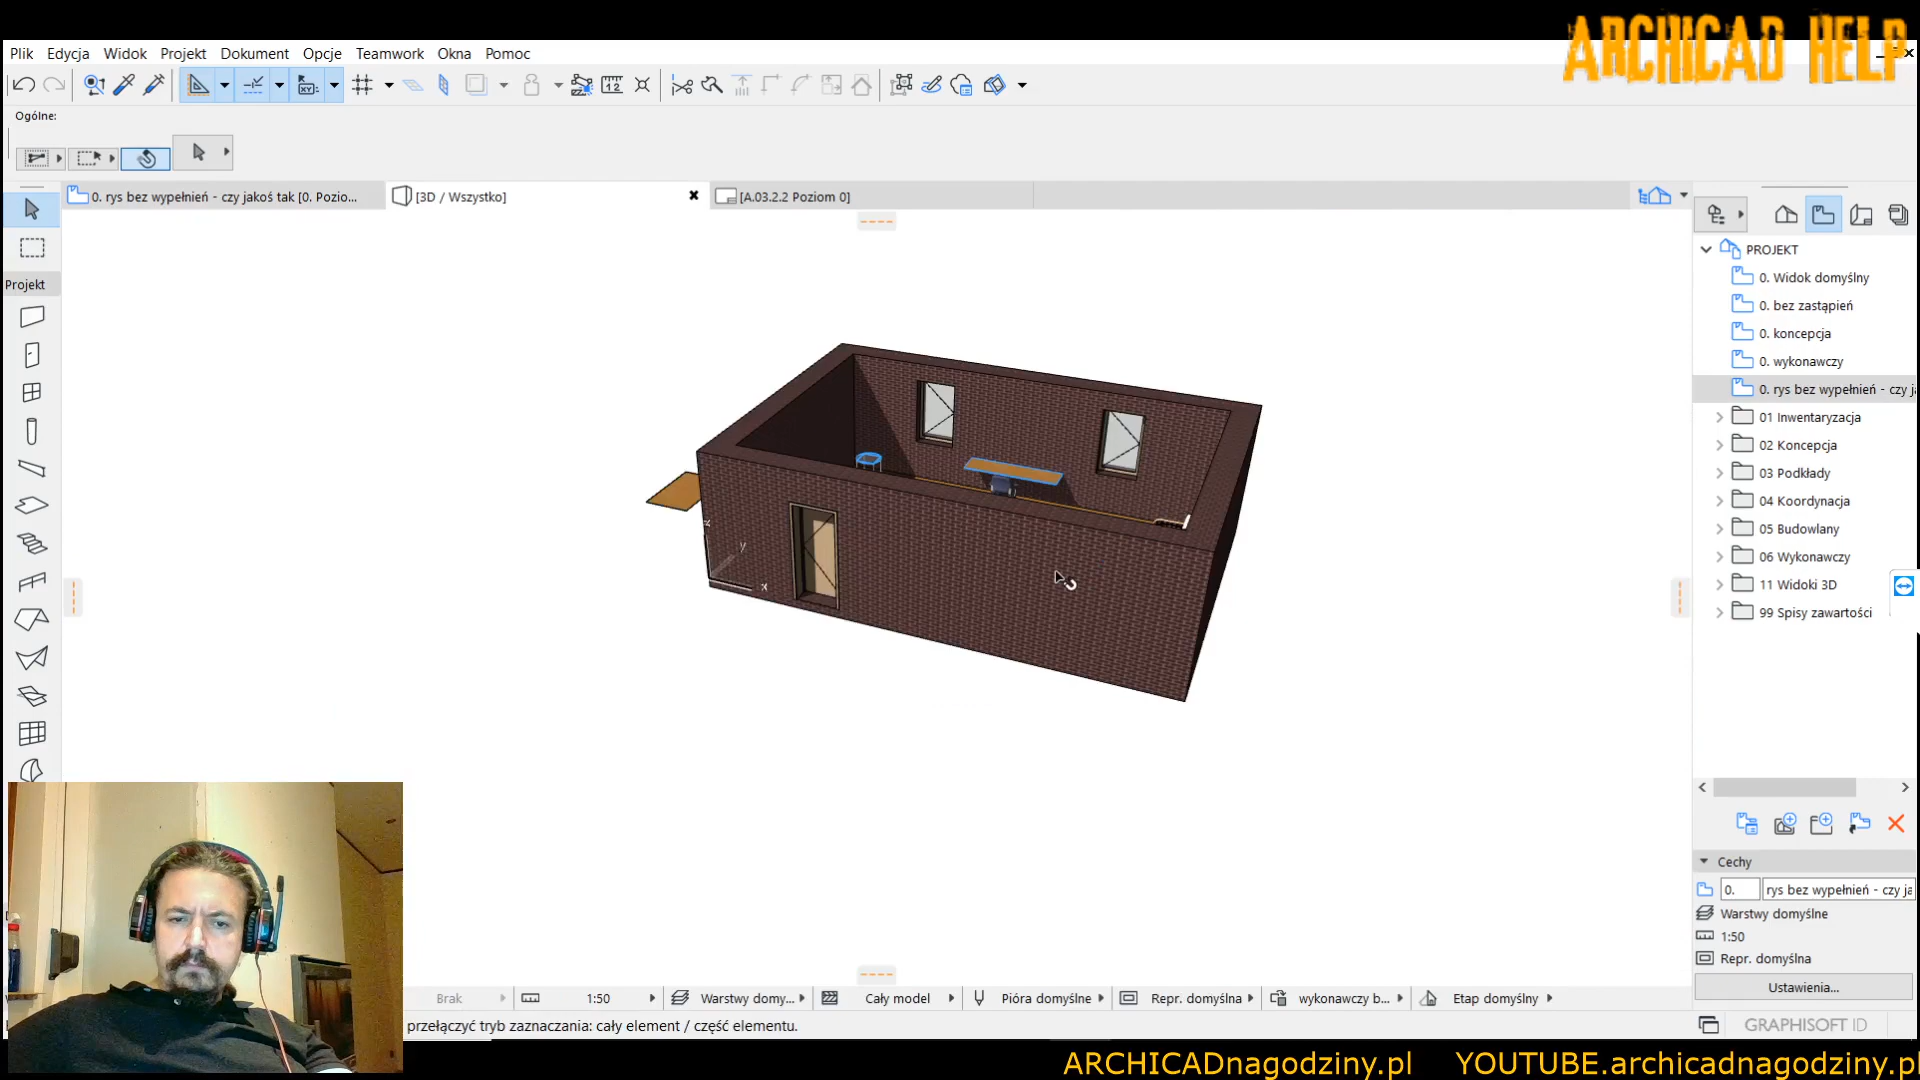 ARCHICAD HELP
Plik Edycja Widok Projekt Dokument Opcje Teamwork Okna Pomoc
Ogólne:
0. rys bez wypełnień - czy jakoś tak [0. Pozio...
[3D / Wszystko]
[A.03.2.2 Poziom 0]
Projekt
PROJEKT
0. Widok domyślny
0. bez zastąpień
0. koncepcja
0. wykonawczy
0. rys bez wypełnień - czy j
01 Inwentaryzacja
02 Koncepcja
03 Podkłady
04 Koordynacja
05 Budowlany
06 Wykonawczy
11 Widoki 3D
99 Spisy zawartości
y
x
Cechy
0. rys bez wypełnień - czy ja
Warstwy domyślne
1:50
Repr. domyślna
Ustawienia...
Brak 1:50 Warstwy domy... Cały model Pióra domyślne Repr. domyślna wykonawczy b... Etap domyślny
przełączyć tryb zaznaczania: cały element / część elementu.
GRAPHISOFT ID
ARCHICADnagodziny.pl YOUTUBE.archicadnagodziny.pl